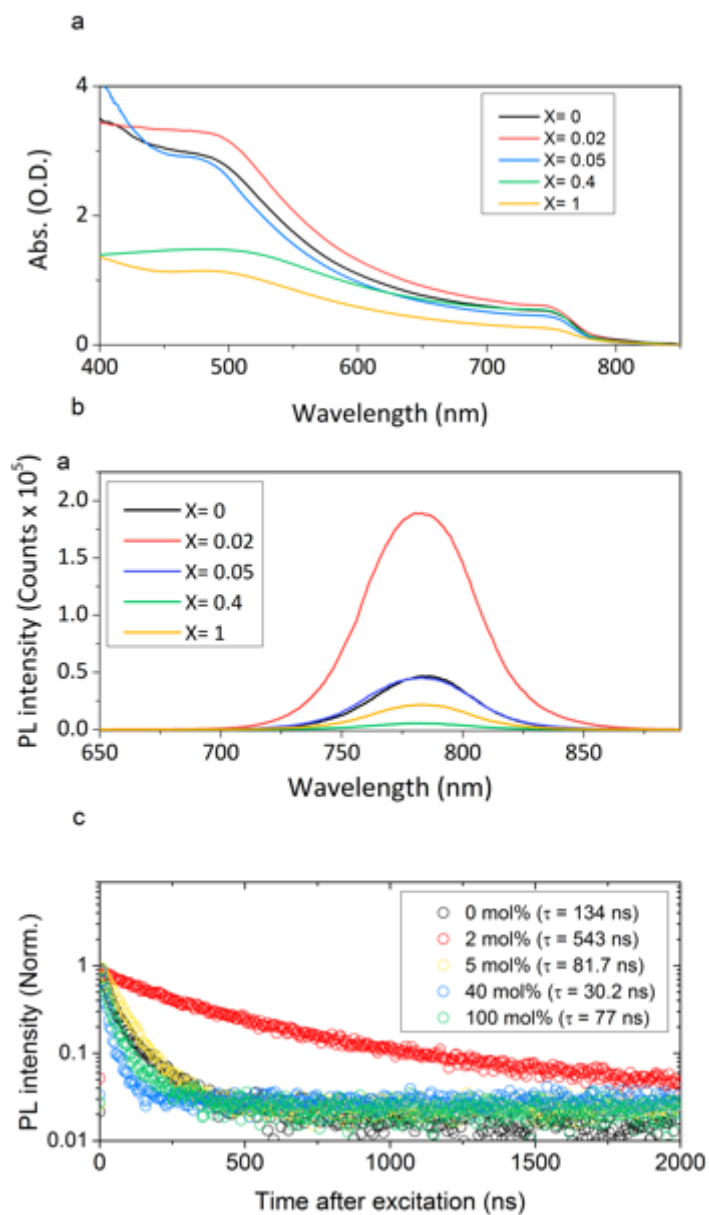 a
4
2
0
Abs. (O.D.)
X= 0
X= 0.02
X= 0.05
X= 0.4
X= 1
400 500 600 700 800
Wavelength (nm)
b
a
2.0
1.5
1.0
0.5
0.0
PL intensity (Counts x 10⁵)
X= 0
X= 0.02
X= 0.05
X= 0.4
X= 1
650 700 750 800 850
Wavelength (nm)
c
1
0.1
0.01
PL intensity (Norm.)
0 mol% (τ = 134 ns)
2 mol% (τ = 543 ns)
5 mol% (τ = 81.7 ns)
40 mol% (τ = 30.2 ns)
100 mol% (τ = 77 ns)
0 500 1000 1500 2000
Time after excitation (ns)